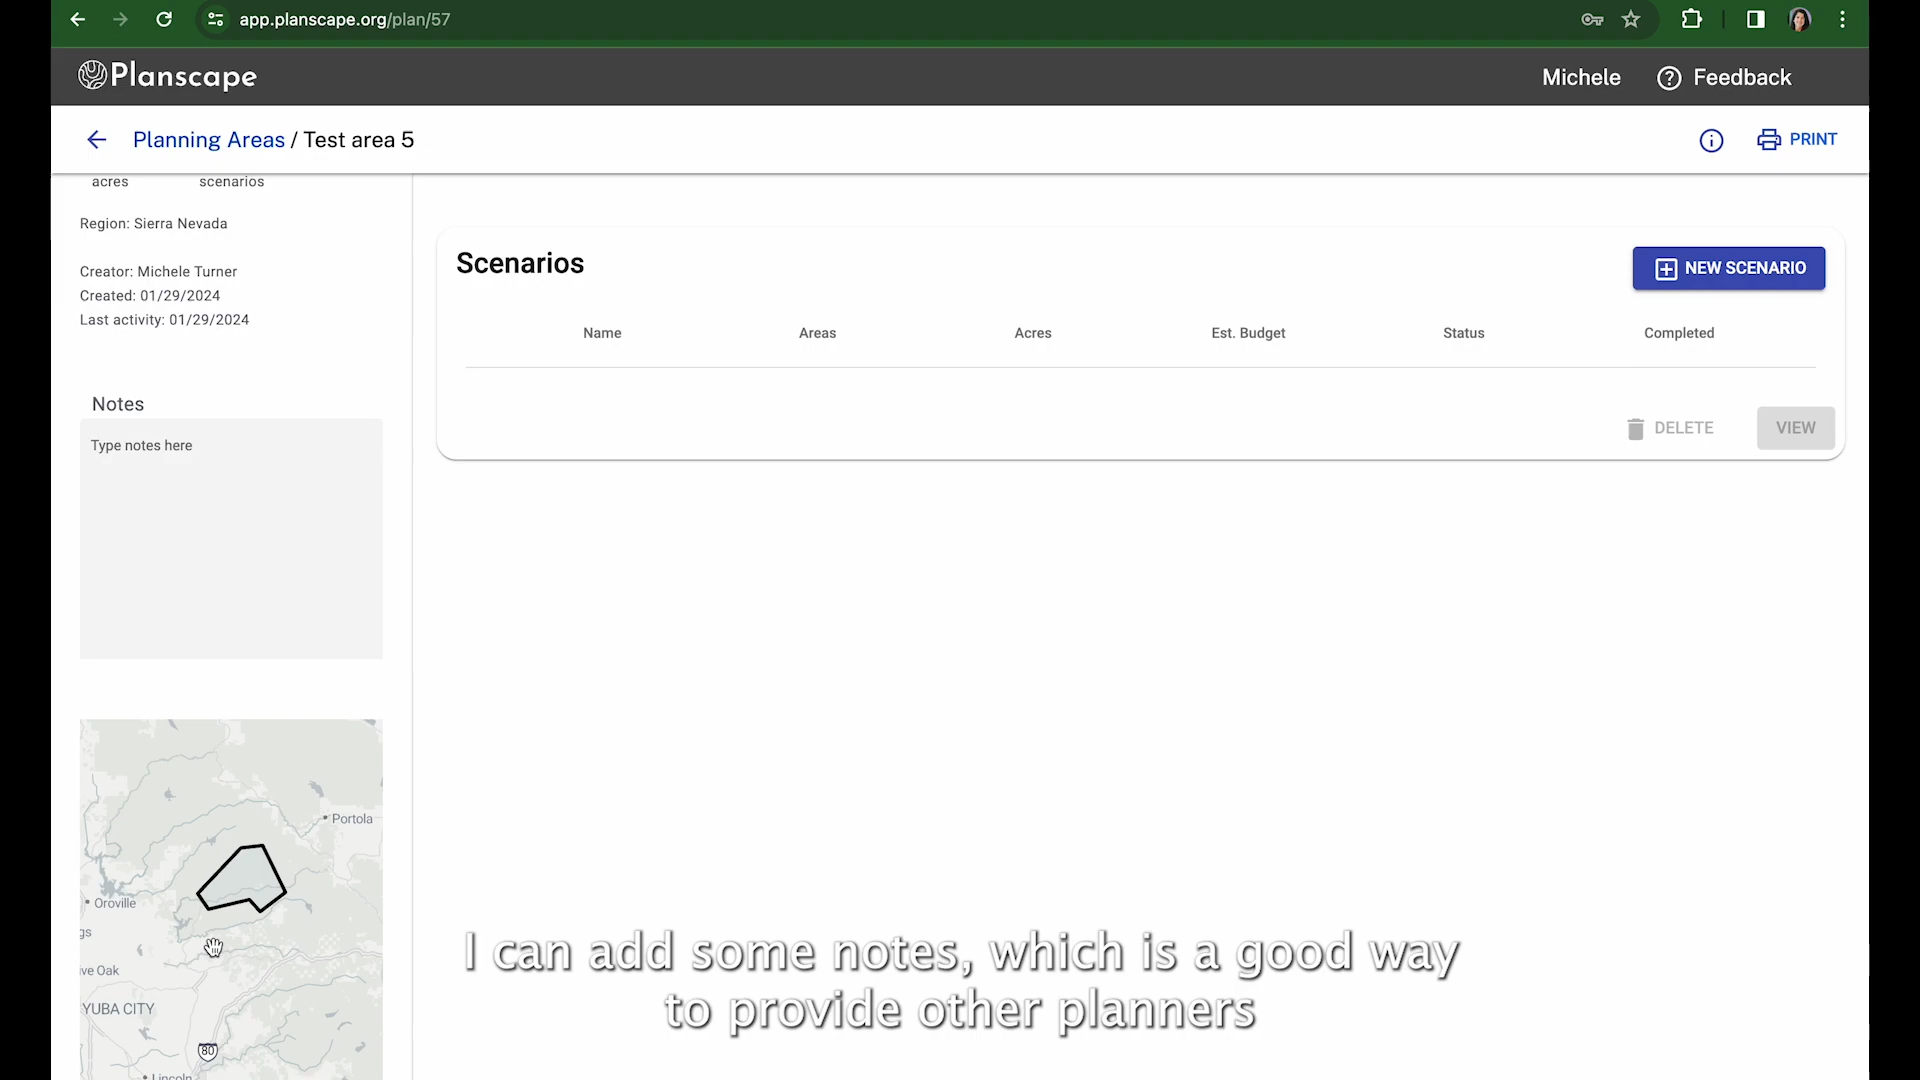 app.planscape.org/plan/57
Planscape
Michele
Feedback
Planning Areas / Test area 5
PRINT
acres
scenarios
Region: Sierra Nevada
Creator: Michele Turner
Created: 01/29/2024
Last activity: 01/29/2024
Notes
Type notes here
Scenarios
NEW SCENARIO
Name
Areas
Acres
Est. Budget
Status
Completed
DELETE
VIEW
Portola
Oroville
gs
ive Oak
YUBA CITY
80
Lincoln
I can add some notes, which is a good way
to provide other planners